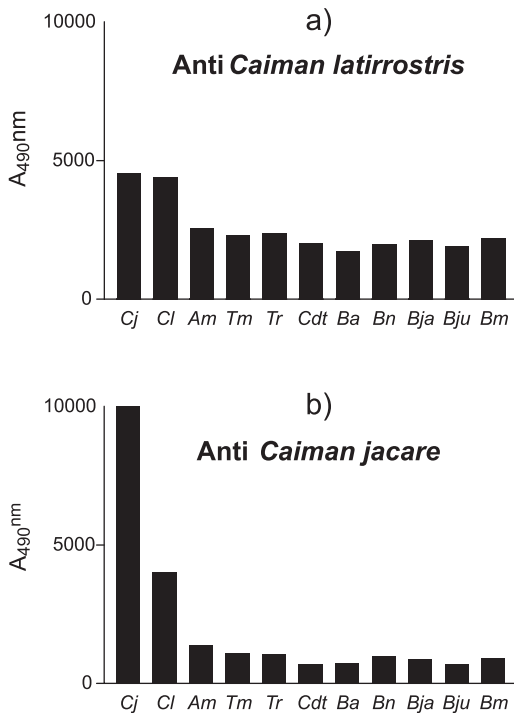 a)
Anti Caiman latirrostris
10000
5000
0
A490nm
Cj Cl Am Tm Tr Cdt Ba Bn Bja Bju Bm
b)
Anti Caiman jacare
10000
5000
0
A490nm
Cj Cl Am Tm Tr Cdt Ba Bn Bja Bju Bm